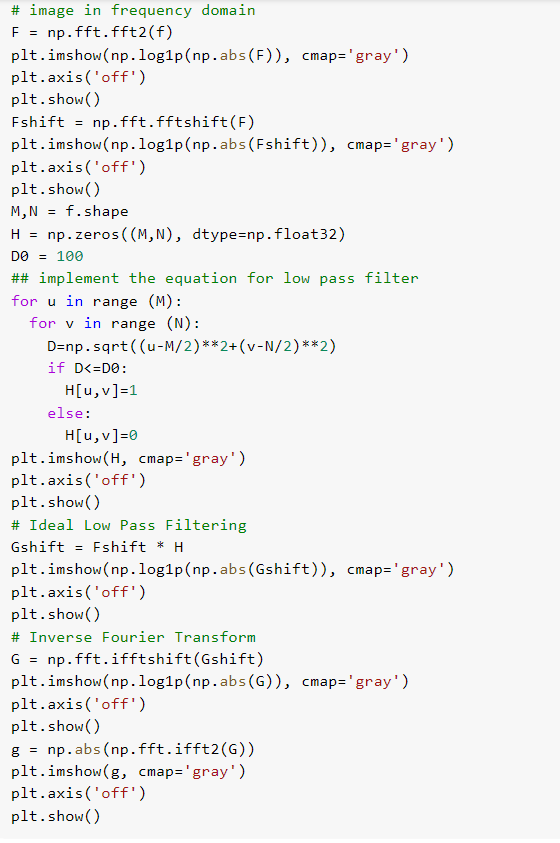 # image in frequency domain
F = np.fft.fft2(f)
plt.imshow(np.log1p(np.abs(F)), cmap='gray')
plt.axis('off')
plt.show()
Fshift = np.fft.fftshift(F)
plt.imshow(np.log1p(np.abs(Fshift)), cmap='gray')
plt.axis('off')
plt.show()
M,N = f.shape
H = np.zeros((M,N), dtype=np.float32)
D0 = 100
## implement the equation for low pass filter
for u in range (M):
  for v in range (N):
    D=np.sqrt((u-M/2)**2+(v-N/2)**2)
    if D<=D0:
      H[u,v]=1
    else:
      H[u,v]=0
plt.imshow(H, cmap='gray')
plt.axis('off')
plt.show()
# Ideal Low Pass Filtering
Gshift = Fshift * H
plt.imshow(np.log1p(np.abs(Gshift)), cmap='gray')
plt.axis('off')
plt.show()
# Inverse Fourier Transform
G = np.fft.ifftshift(Gshift)
plt.imshow(np.log1p(np.abs(G)), cmap='gray')
plt.axis('off')
plt.show()
g = np.abs(np.fft.ifft2(G))
plt.imshow(g, cmap='gray')
plt.axis('off')
plt.show()